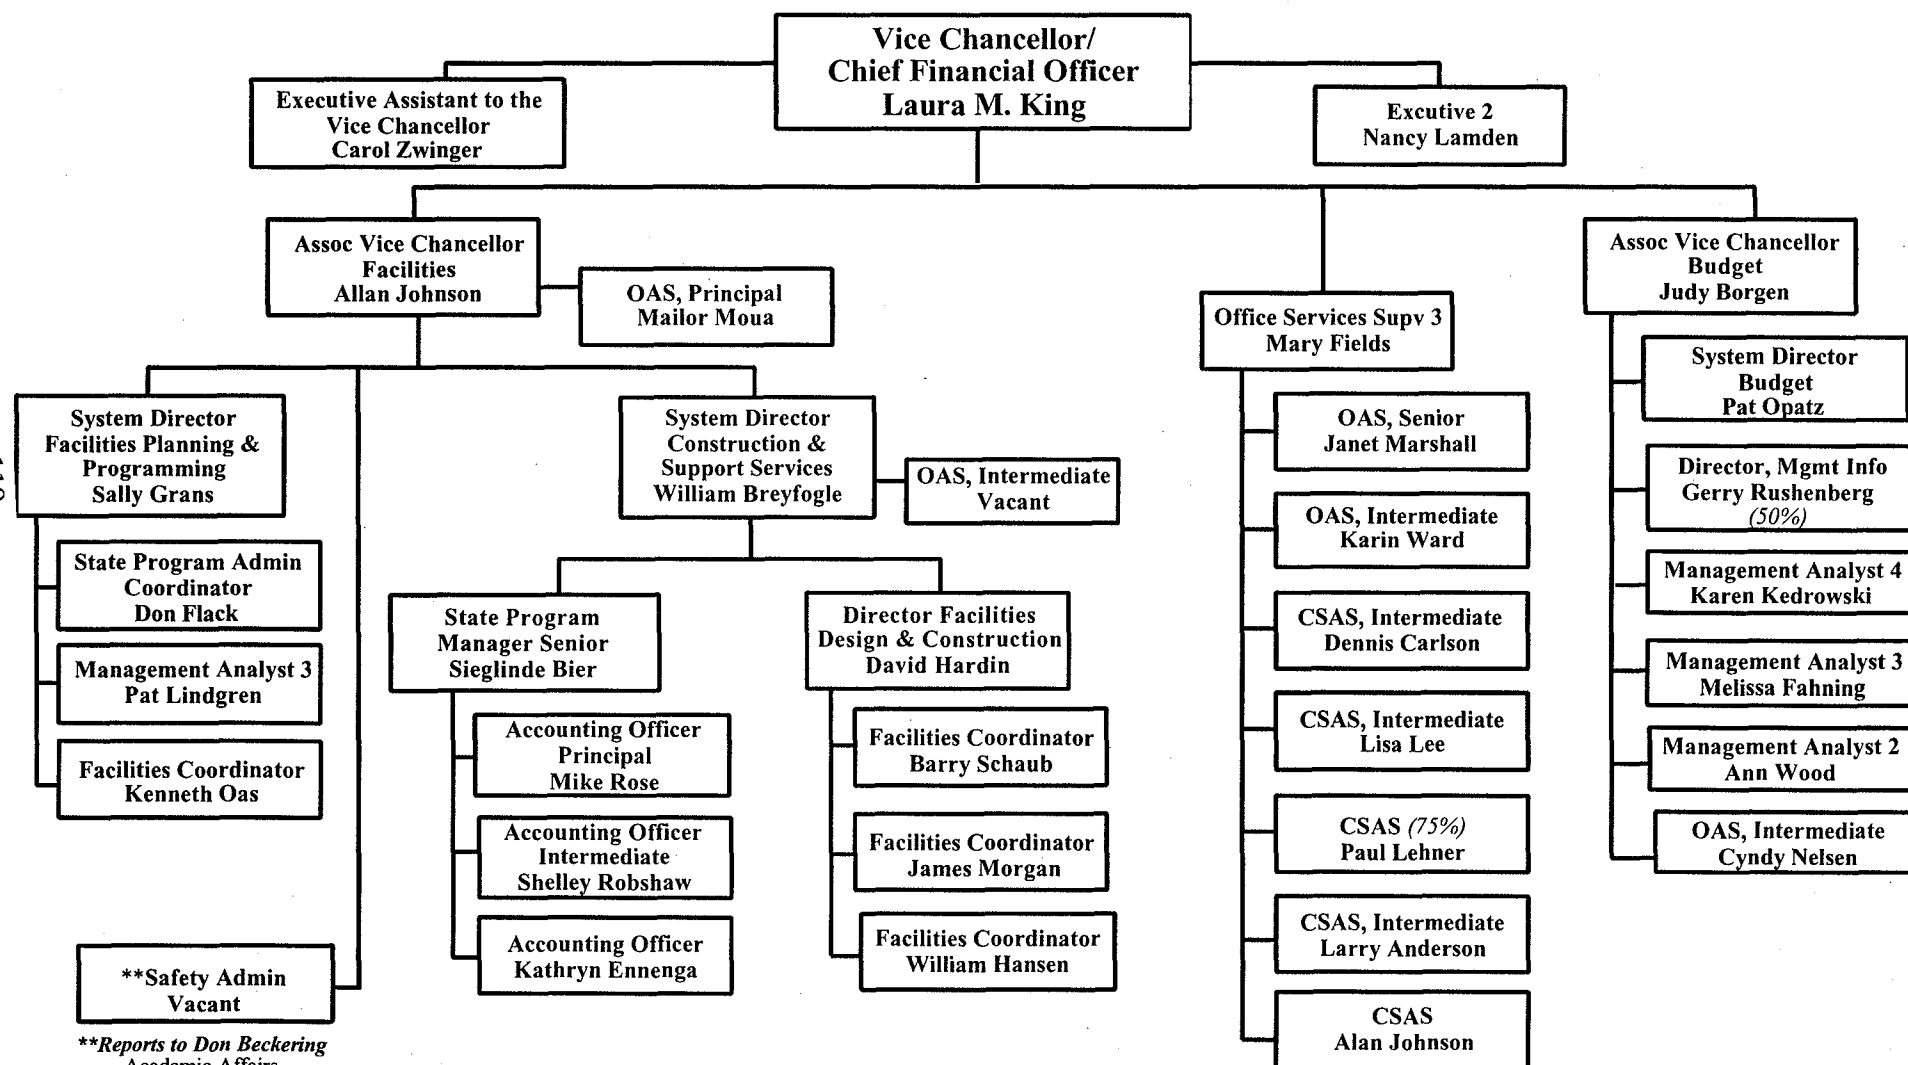 Vice Chancellor/
Chief Financial Officer
Laura M. King
Executive Assistant to the
Vice Chancellor
Carol Zwinger
Excutive 2
Nancy Lamden
Assoc Vice Chancellor
Facilities
Allan Johnson
OAS, Principal
Mailor Moua
Office Services Supv 3
Mary Fields
Assoc Vice Chancellor
Budget
Judy Borgen
System Director
Facilities Planning &
Programming
Sally Grans
State Program Admin
Coordinator
Don Flack
Management Analyst 3
Pat Lindgren
Facilities Coordinator
Kenneth Oas
**Safety Admin
Vacant
**Reports to Don Beckering
Academic Affairs
System Director
Construction &
Support Services
William Breyfogle
OAS, Intermediate
Vacant
State Program
Manager Senior
Sieglinde Bier
Accounting Officer
Principal
Mike Rose
Accounting Officer
Intermediate
Shelley Robshaw
Accounting Officer
Kathryn Ennenga
Director Facilities
Design & Construction
David Hardin
Facilities Coordinator
Barry Schaub
Facilities Coordinator
James Morgan
Facilities Coordinator
William Hansen
OAS, Senior
Janet Marshall
OAS, Intermediate
Karin Ward
CSAS, Intermediate
Dennis Carlson
CSAS, Intermediate
Lisa Lee
CSAS (75%)
Paul Lehner
CSAS, Intermediate
Larry Anderson
CSAS
Alan Johnson
System Director
Budget
Pat Opatz
Director, Mgmt Info
Gerry Rushenberg
(50%)
Management Analyst 4
Karen Kedrowski
Management Analyst 3
Melissa Fahning
Management Analyst 2
Ann Wood
OAS, Intermediate
Cyndy Nelsen